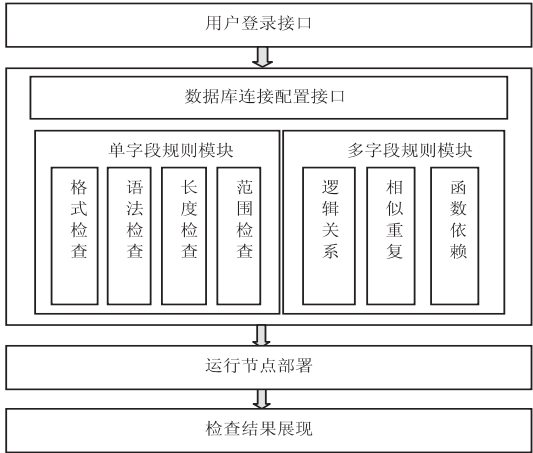 用户登录接口
数据库连接配置接口
单字段规则模块
多字段规则模块
格式检查
语法检查
长度检查
范围检查
逻辑关系
相似重复
函数依赖
运行节点部署
检查结果展现